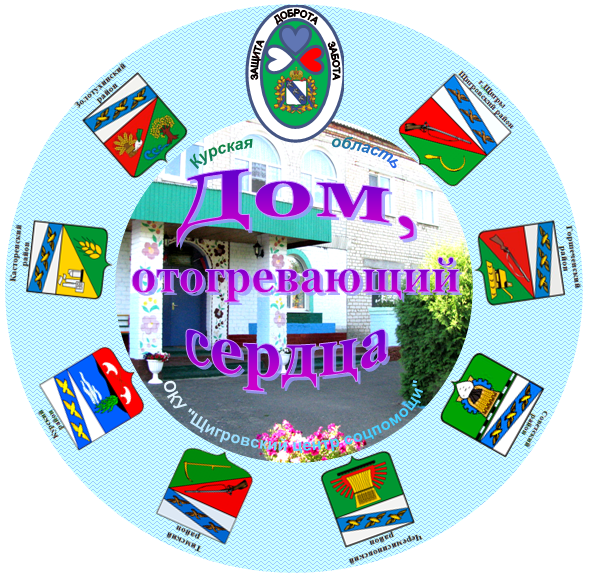 ЗАЩИТА ДОБРОТА ЗАБОТА
Курская область
Дом,
отогревающий
сердца
ОКУ "Щигровский центр соцпомощи"
Золотухинский
район
г.Щигры
Щигровский район
Касторенский
район
Горшеченский
район
Курский
район
Советский
район
Тимский
район
Черемисиновский
район